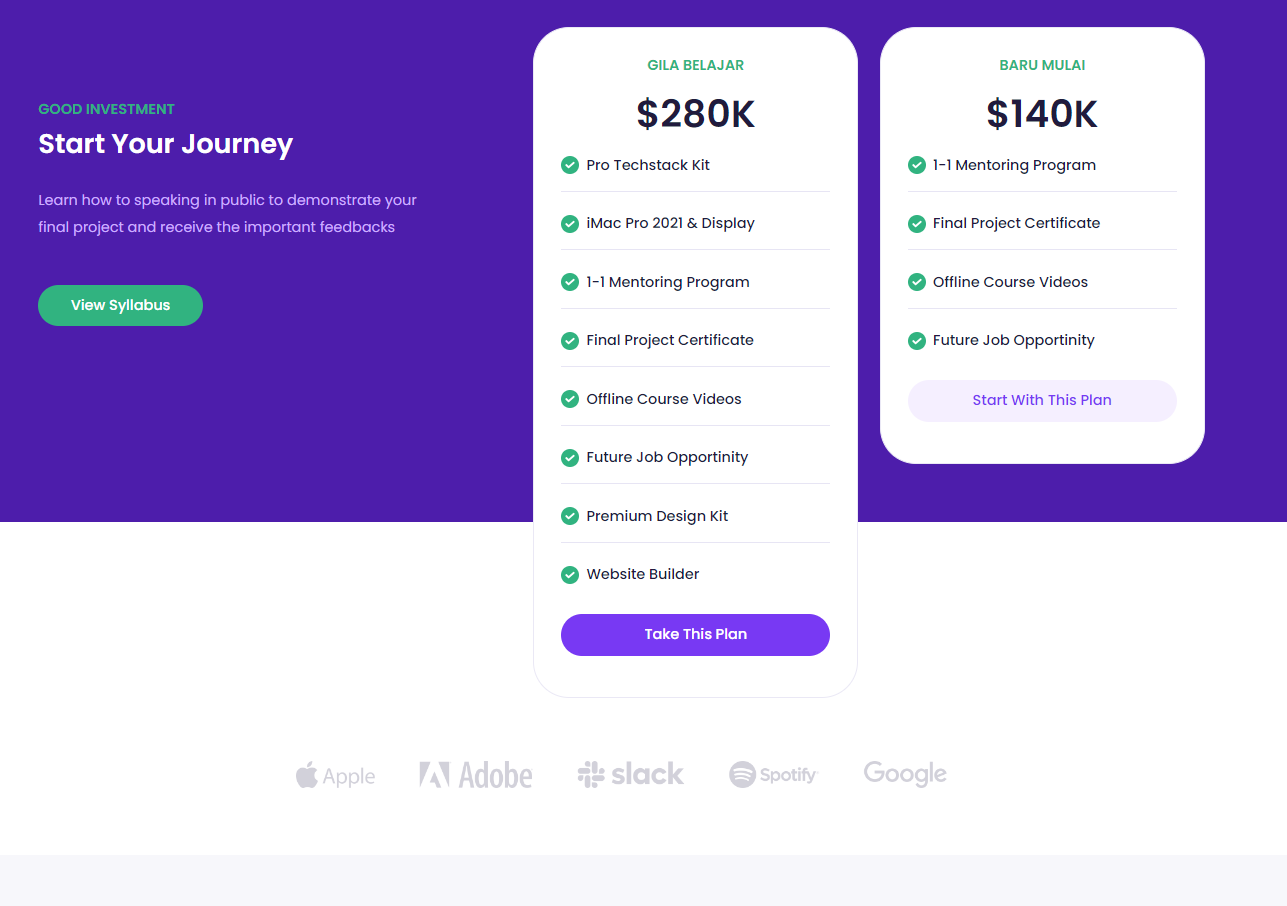 GOOD INVESTMENT
Start Your Journey
Learn how to speaking in public to demonstrate your
final project and receive the important feedbacks
View Syllabus
GILA BELAJAR
$280K
Pro Techstack Kit
iMac Pro 2021 & Display
1-1 Mentoring Program
Final Project Certificate
Offline Course Videos
Future Job Opportinity
Premium Design Kit
Website Builder
Take This Plan
BARU MULAI
$140K
1-1 Mentoring Program
Final Project Certificate
Offline Course Videos
Future Job Opportinity
Start With This Plan
Apple
Adobe
slack
Spotify
Google